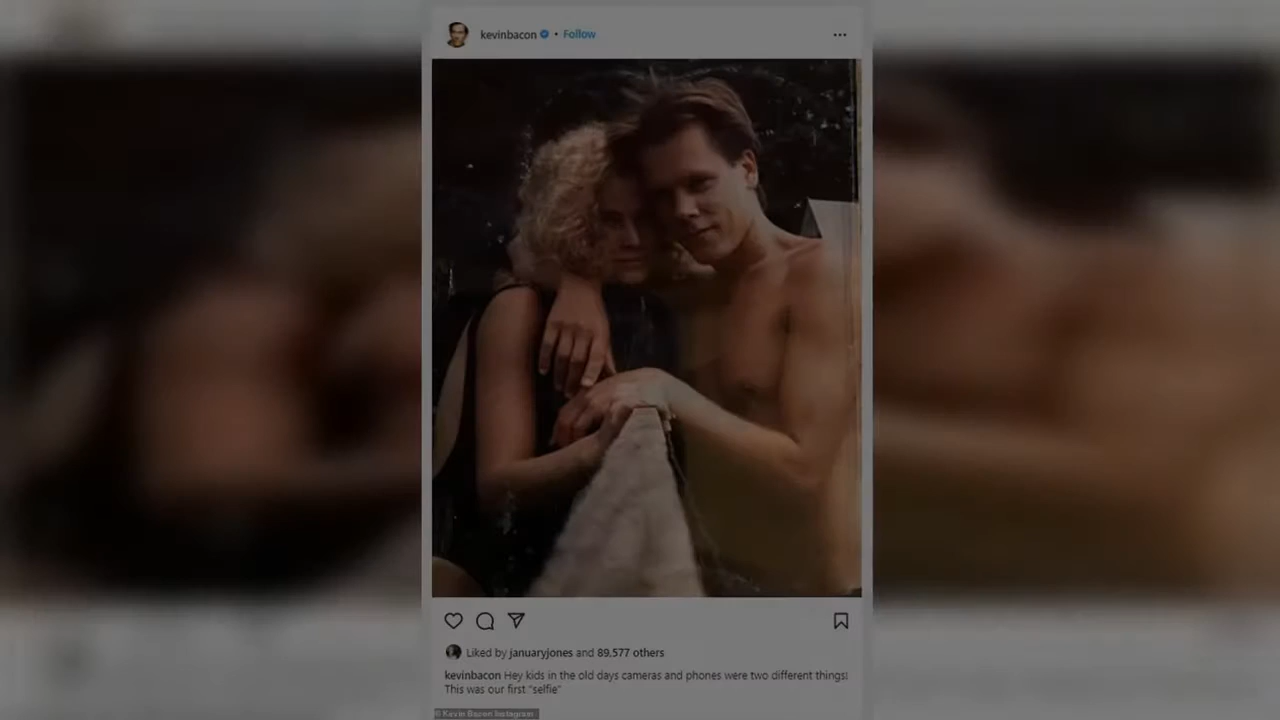 kevinbacon • Follow
Liked by januaryjones and 89,577 others
kevinbacon Hey kids in the old days cameras and phones were two different things!
This was our first "selfie"
© Kevin Bacon Instagram